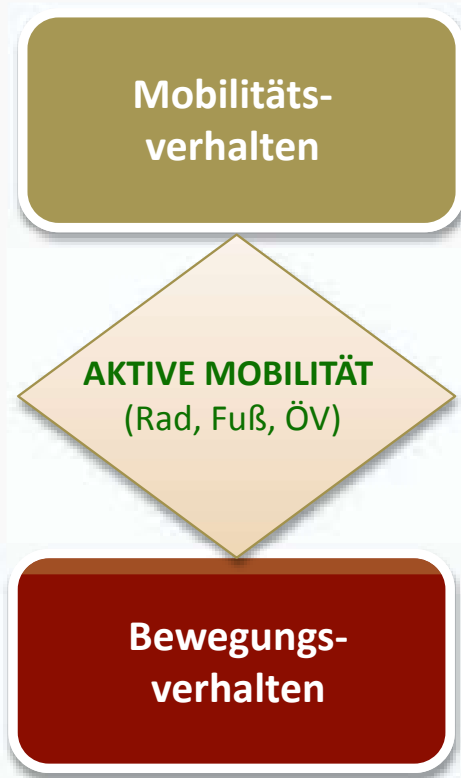 Mobilitäts-
verhalten
AKTIVE MOBILITÄT
(Rad, Fuß, ÖV)
Bewegungs-
verhalten